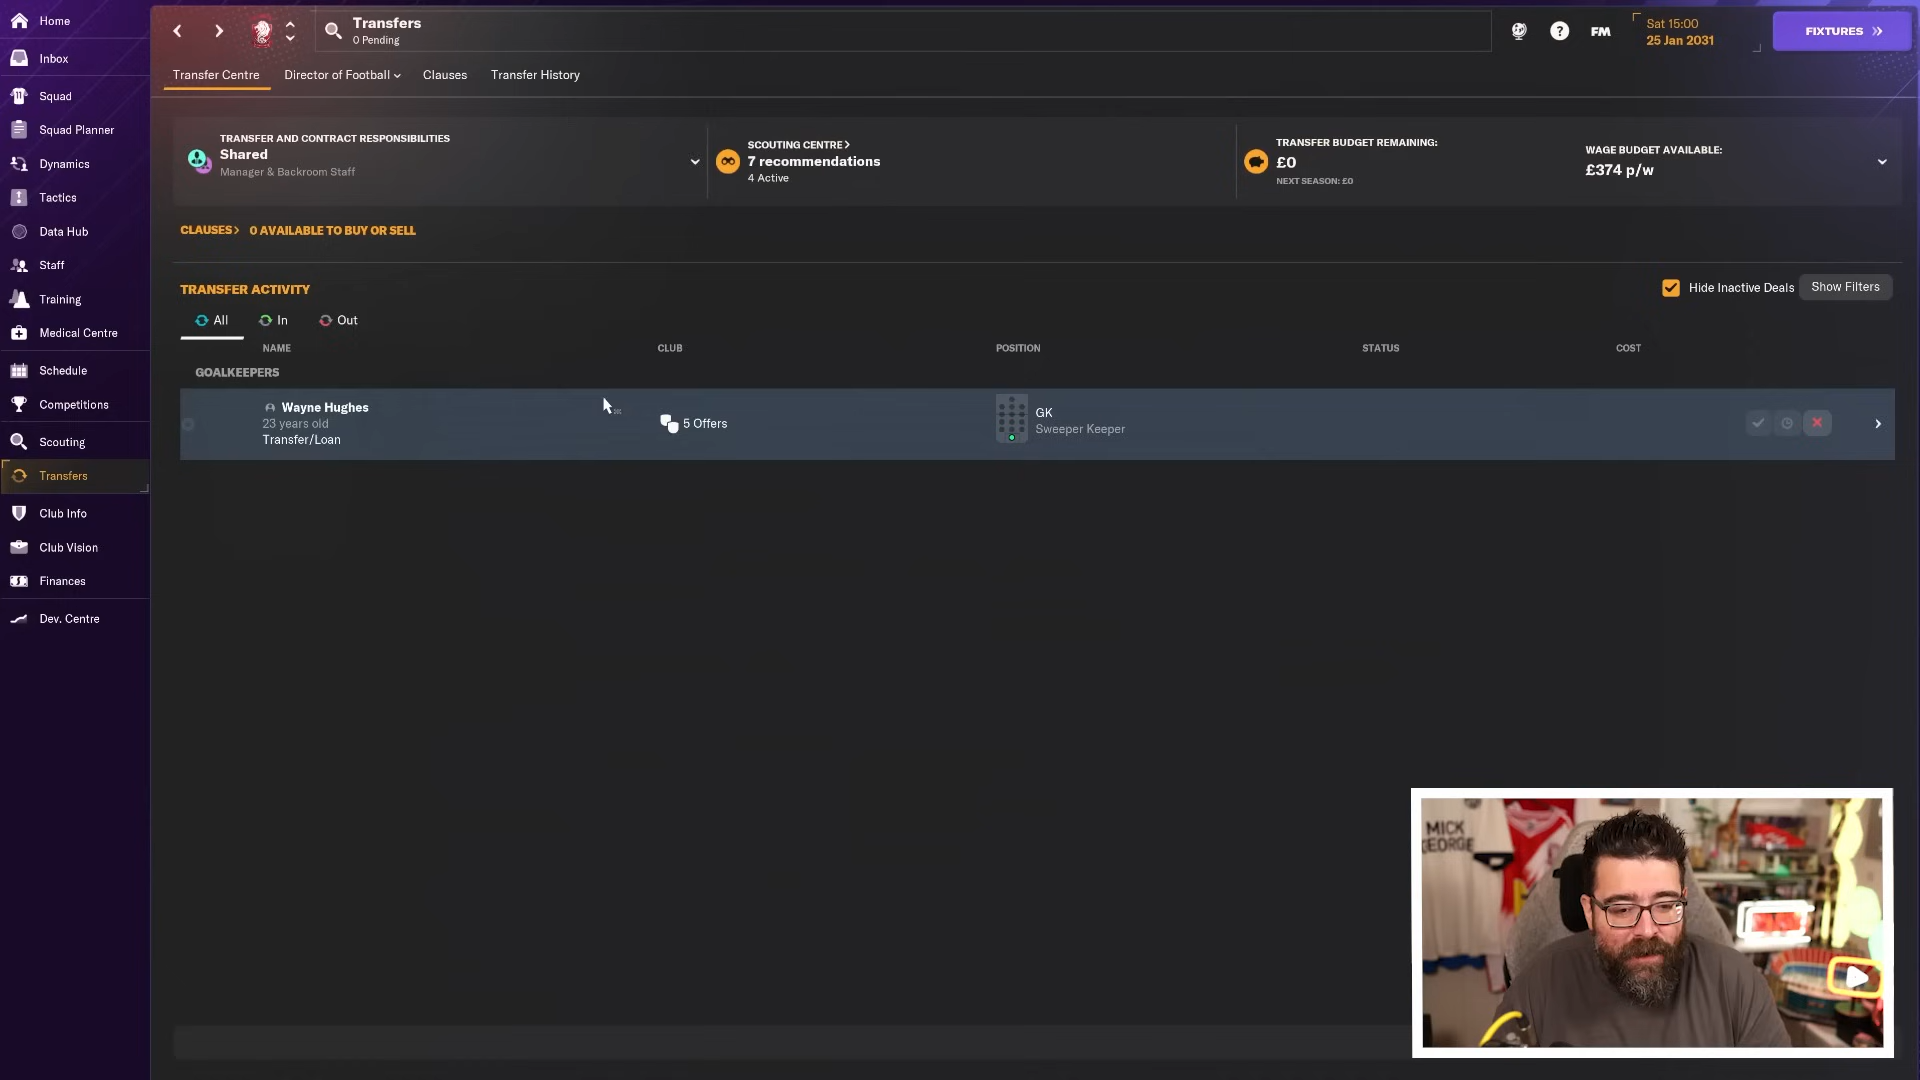 Home
Inbox
Squad
Squad Planner
Dynamics
Tactics
Data Hub
Staff
Training
Medical Centre
Schedule
Competitions
Scouting
Transfers
Club Info
Club Vision
Finances
Dev. Centre
Transfers
0 Pending
FM
Sat 15:00
25 Jan 2031
FIXTURES
Transfer Centre
Director of Football
Clauses
Transfer History
TRANSFER AND CONTRACT RESPONSIBILITIES
Shared
Manager & Backroom Staff
SCOUTING CENTRE>
7 recommendations
4 Active
TRANSFER BUDGET REMAINING:
£0
NEXT SEASON: £0
WAGE BUDGET AVAILABLE:
£374 p/w
CLAUSES> 0 AVAILABLE TO BUY OR SELL
TRANSFER ACTIVITY
Hide Inactive Deals
Show Filters
All
In
Out
NAME
CLUB
POSITION
STATUS
COST
GOALKEEPERS
Wayne Hughes
23 years old
Transfer/Loan
5 Offers
GK
Sweeper Keeper
MICK
GEORGE